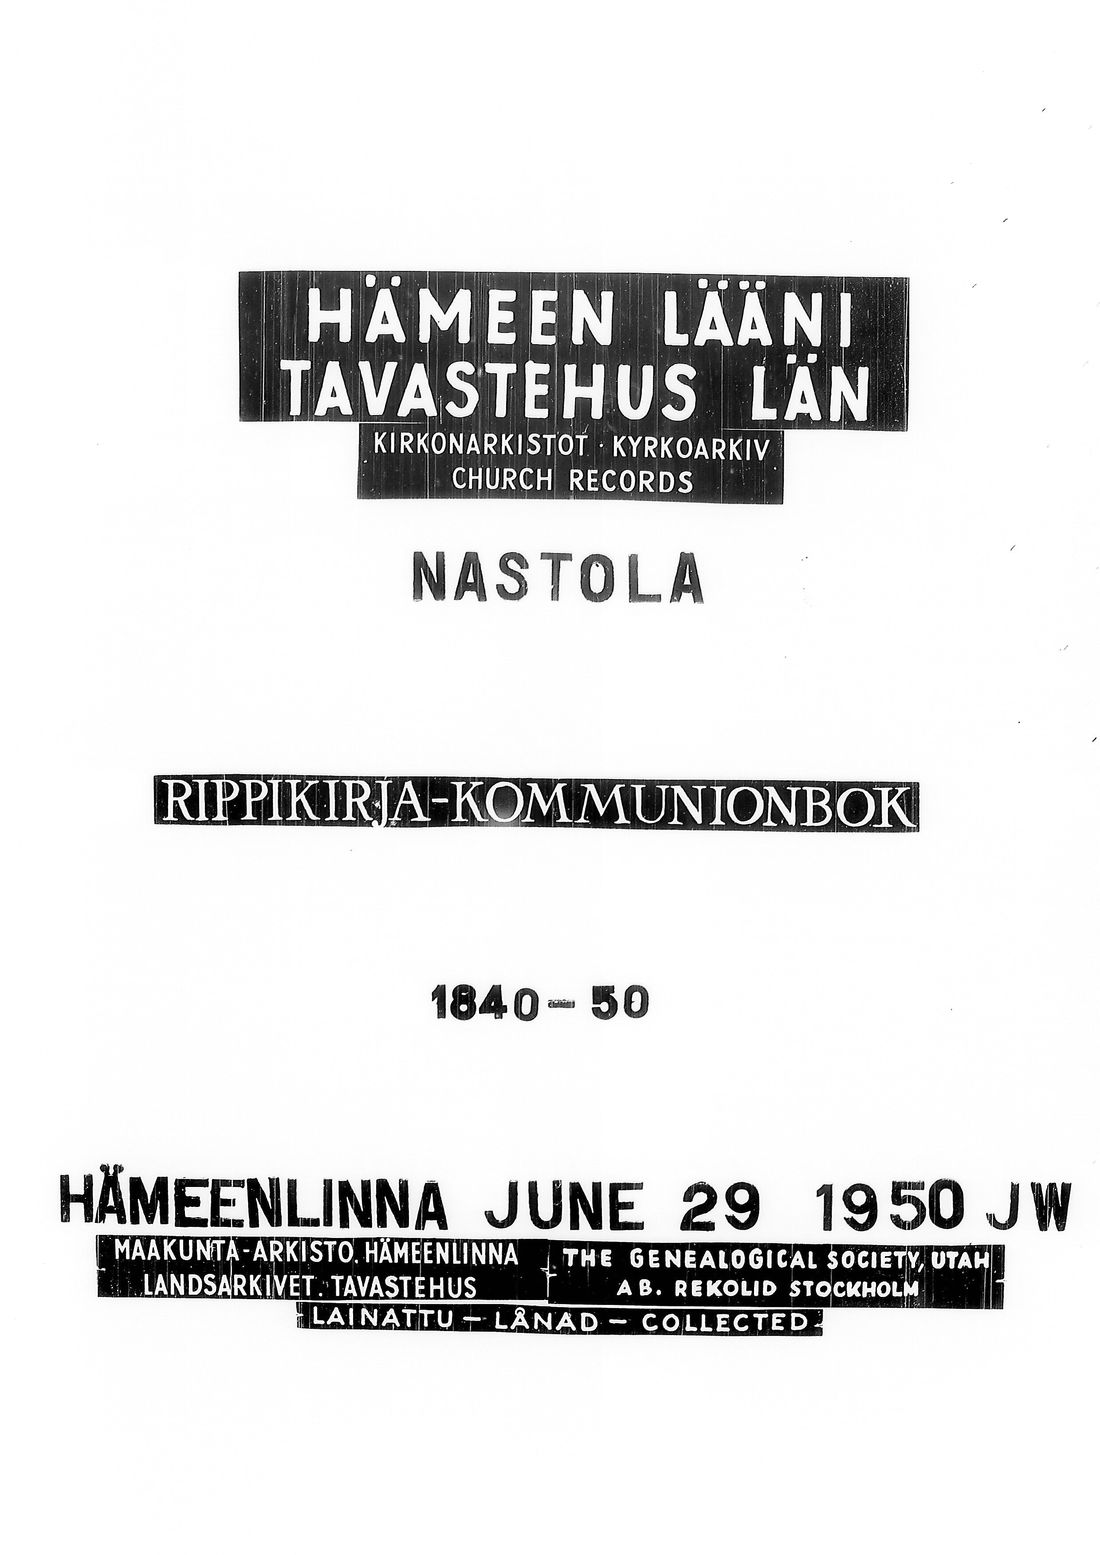 HÄMEEN LÄÄNI
TAVASTEHUS LÄN
KIRKONARKISTOT · KYRKOARKIV
CHURCH RECORDS
NASTOLA
RIPPIKIRJA-KOMMUNIONBOK
1840-50
HÄMEENLINNA JUNE 29 1950 JW
MAAKUNTA-ARKISTO. HÄMEENLINNA
LANDSARKIVET. TAVASTEHUS
THE GENEALOGICAL SOCIETY, UTAH
AB. REKOLID STOCKHOLM
LAINATTU - LÅNAD - COLLECTED